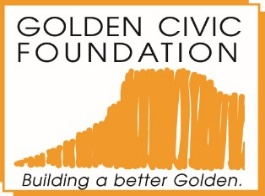 GOLDEN CIVIC
FOUNDATION
Building a better Golden.